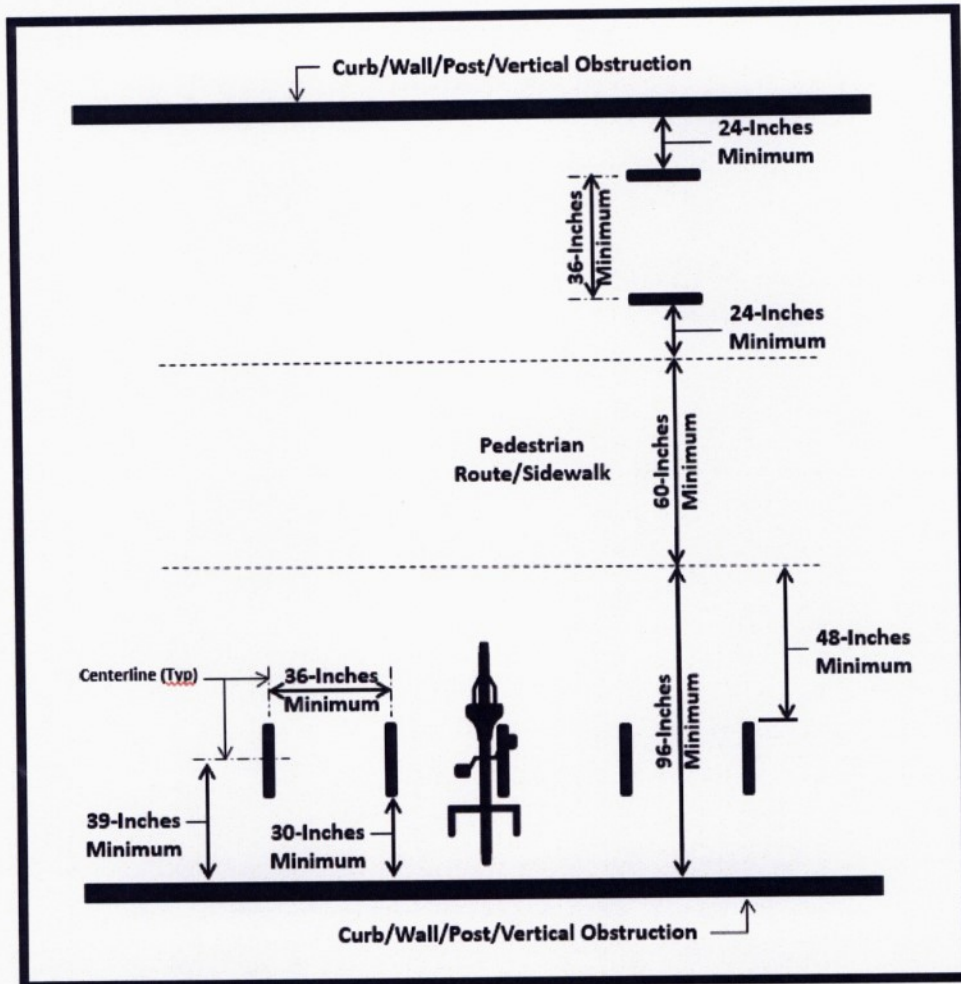 Curb/Wall/Post/Vertical Obstruction
24-Inches
Minimum
36-Inches
Minimum
24-Inches
Minimum
Pedestrian
Route/Sidewalk
60-Inches
Minimum
48-Inches
Minimum
Centerline (Typ)
36-Inches
Minimum
96-Inches
Minimum
39-Inches
Minimum
30-Inches
Minimum
Curb/Wall/Post/Vertical Obstruction